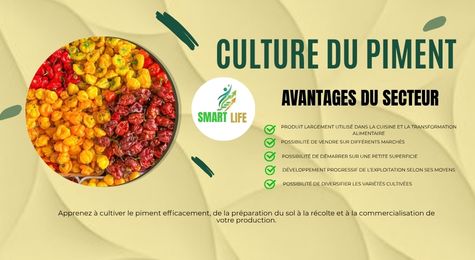 CULTURE DU PIMENT
SMART LIFE
AVANTAGES DU SECTEUR
PRODUIT LARGEMENT UTILISÉ DANS LA CUISINE ET LA TRANSFORMATION
ALIMENTAIRE
POSSIBILITÉ DE VENDRE SUR DIFFÉRENTS MARCHÉS
POSSIBILITÉ DE DÉMARRER SUR UNE PETITE SUPERFICIE
DÉVELOPPEMENT PROGRESSIF DE L'EXPLOITATION SELON SES MOYENS
POSSIBILITÉ DE DIVERSIFIER LES VARIÉTÉS CULTIVÉES
Apprenez à cultiver le piment efficacement, de la préparation du sol à la récolte et à la commercialisation de
votre production.